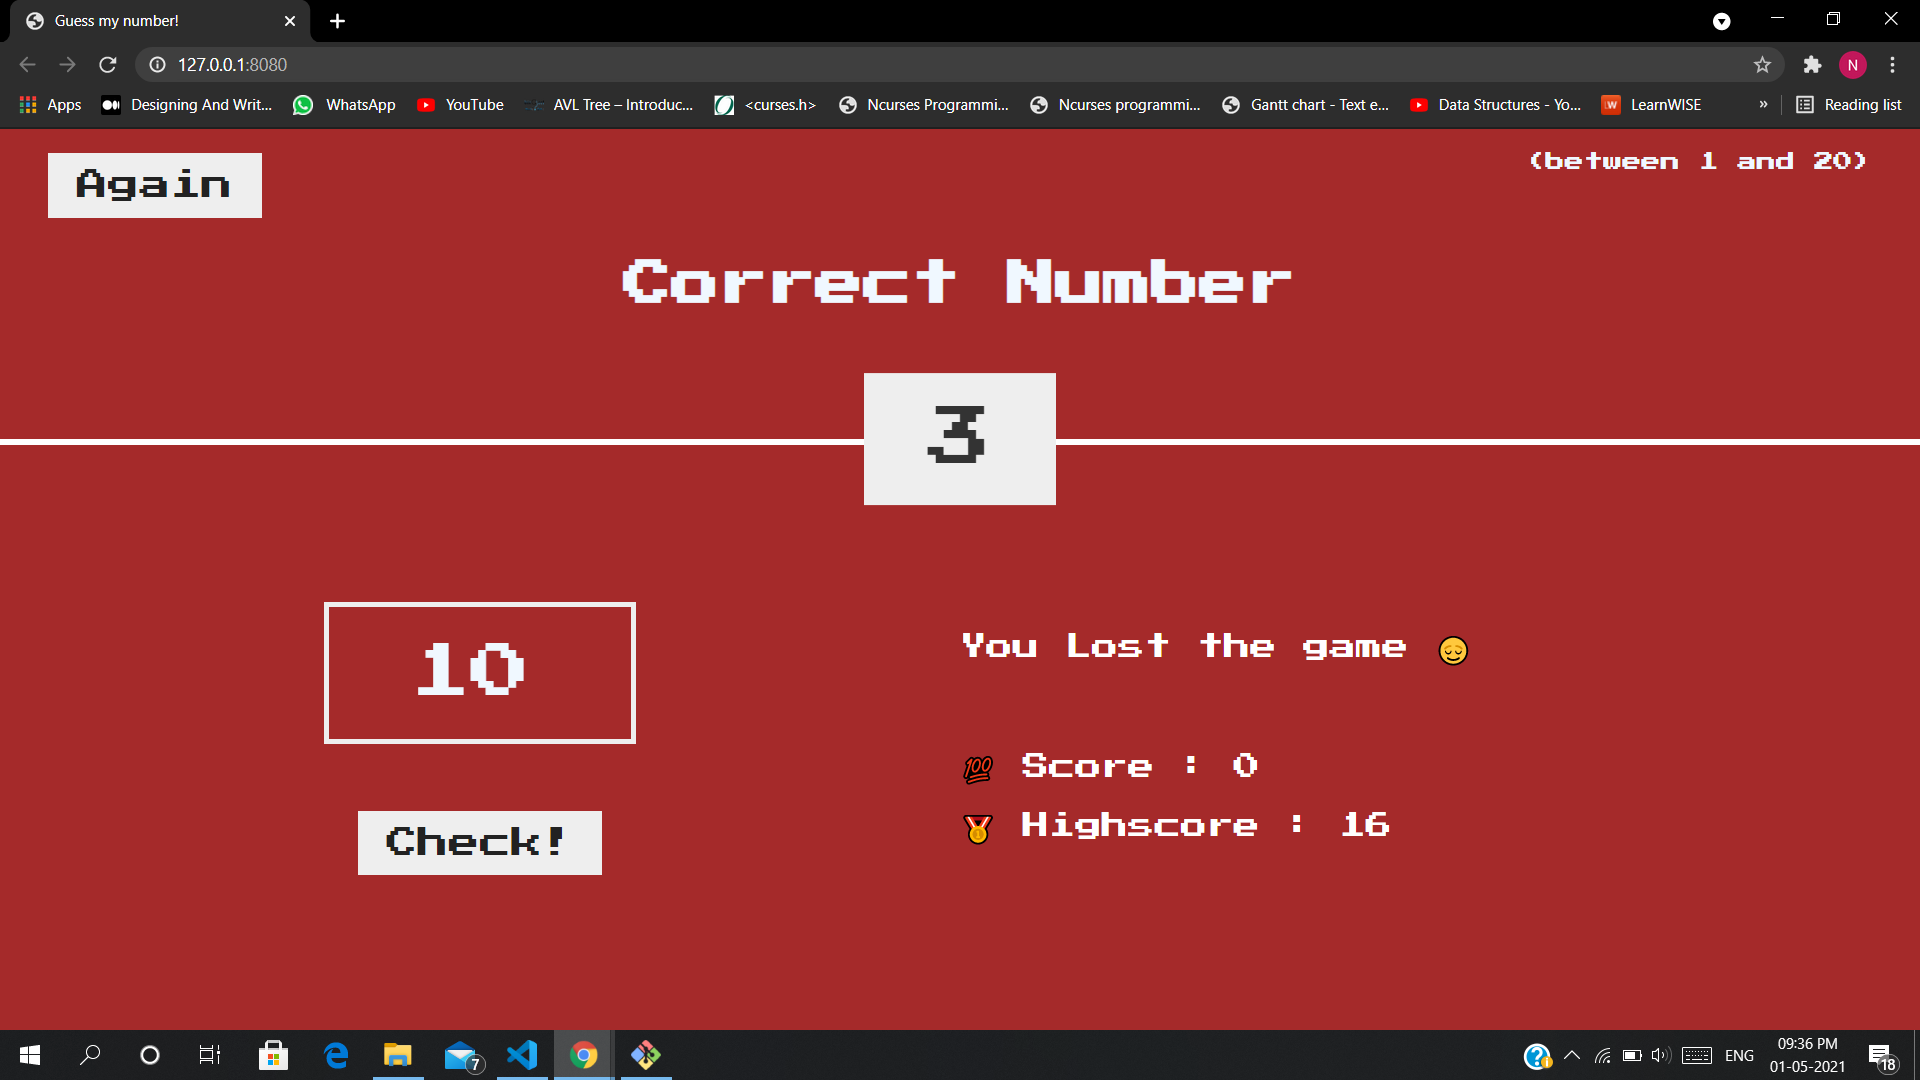 Guess my number!
127.0.0.1:8080
Apps Designing And Writ... WhatsApp YouTube AVL Tree – Introduc... <curses.h> Ncurses Programmi... Ncurses programmi... Gantt chart - Text e... Data Structures - Yo... LearnWISE » Reading list
N
Again
(between 1 and 20)
Correct Number
3
10
You Lost the game 😌
Check!
💯 Score : 0
🥇 Highscore : 16
7
ENG
09:36 PM
01-05-2021
18